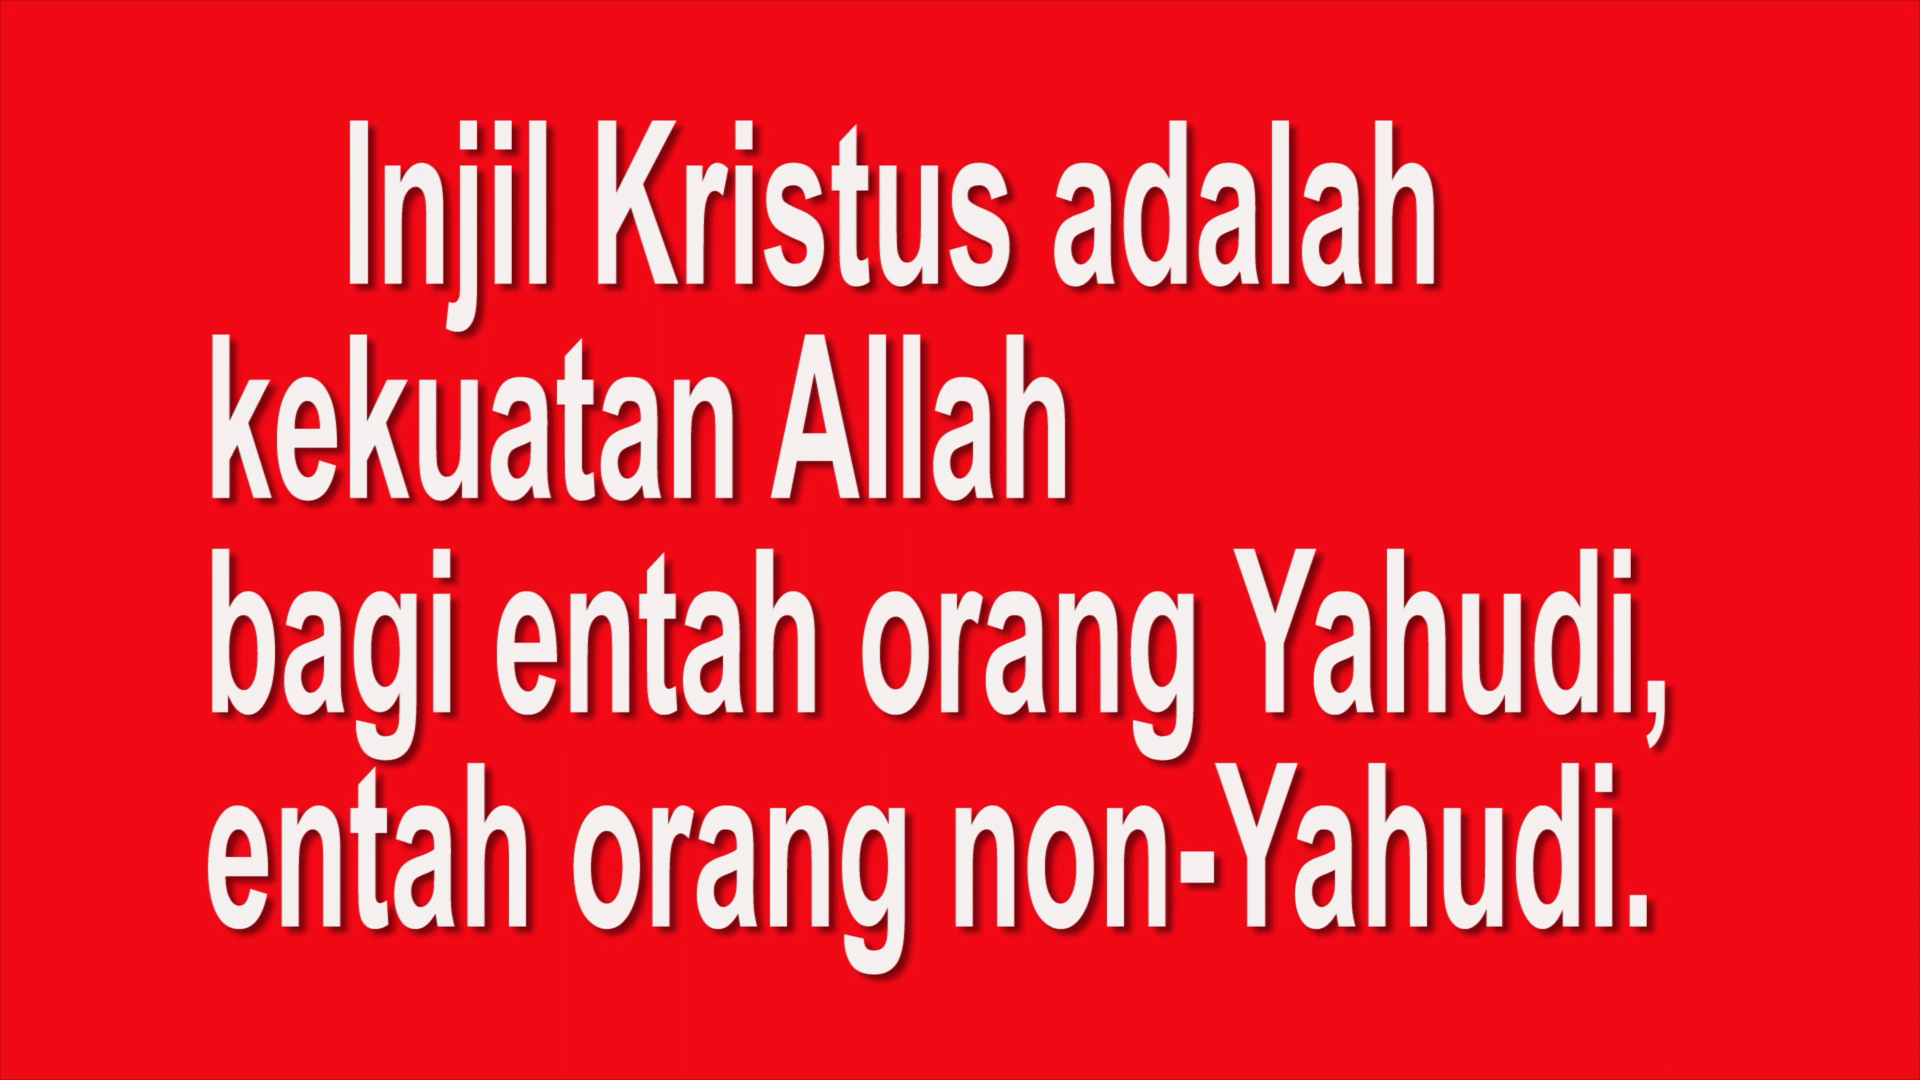 Injil Kristus adalah
kekuatan Allah
bagi entah orang Yahudi,
entah orang non-Yahudi.